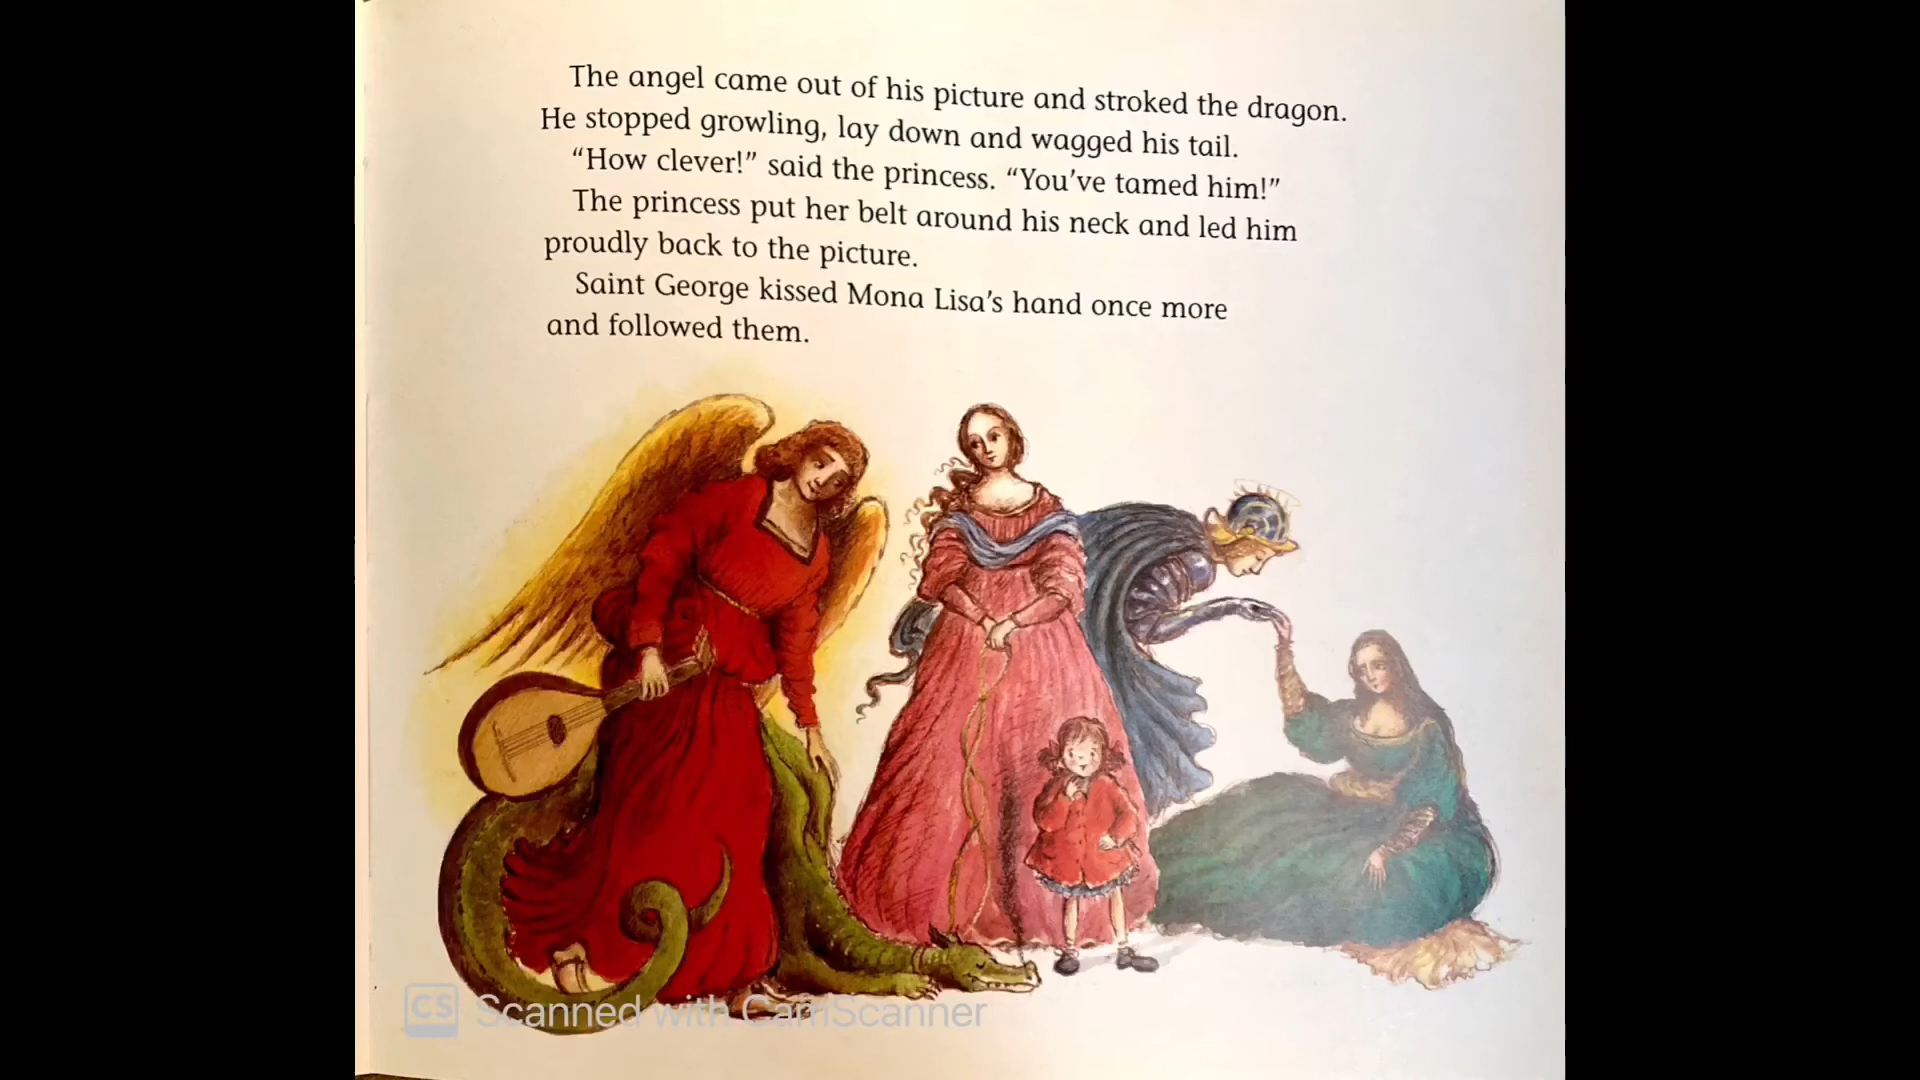 The angel came out of his picture and stroked the dragon.
He stopped growling, lay down and wagged his tail.
“How clever!” said the princess. “You’ve tamed him!”
The princess put her belt around his neck and led him
proudly back to the picture.
Saint George kissed Mona Lisa’s hand once more
and followed them.
CS Scanned with CamScanner